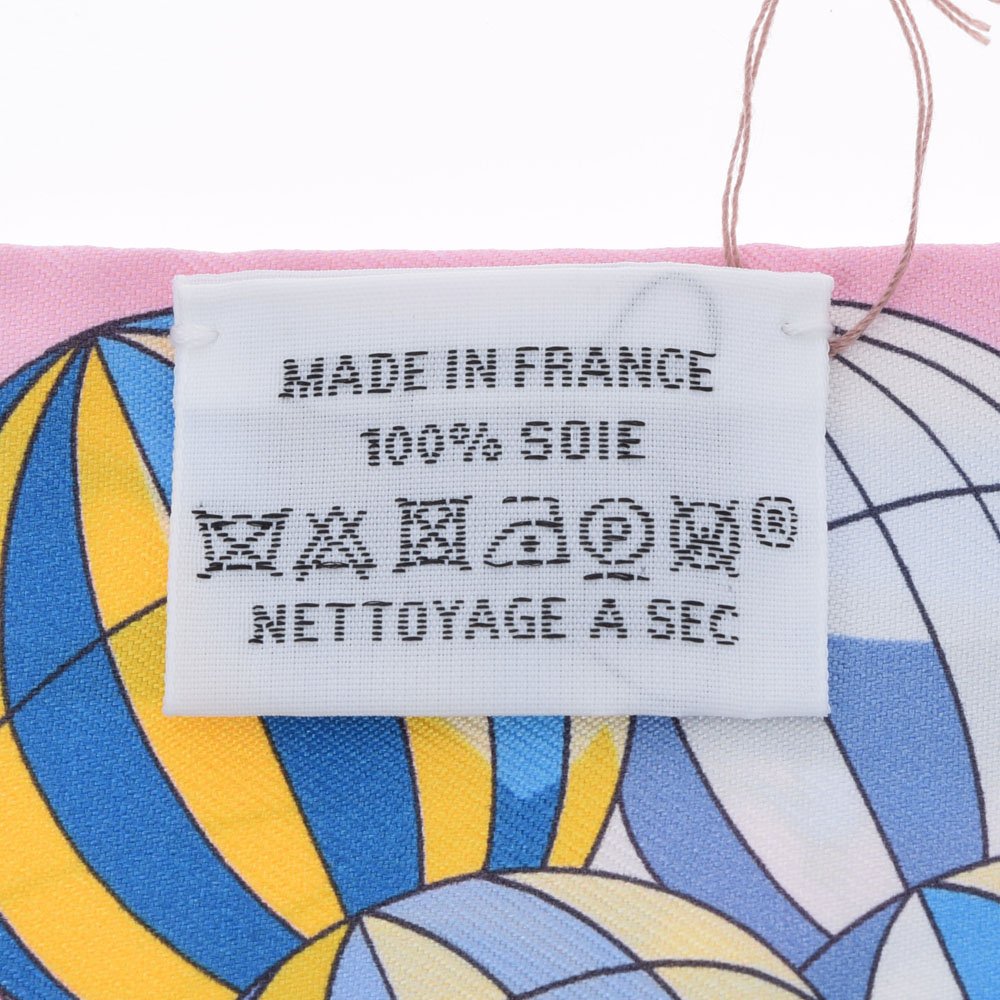 MADE IN FRANCE
100% SOIE
P W ®
NETTOYAGE A SEC